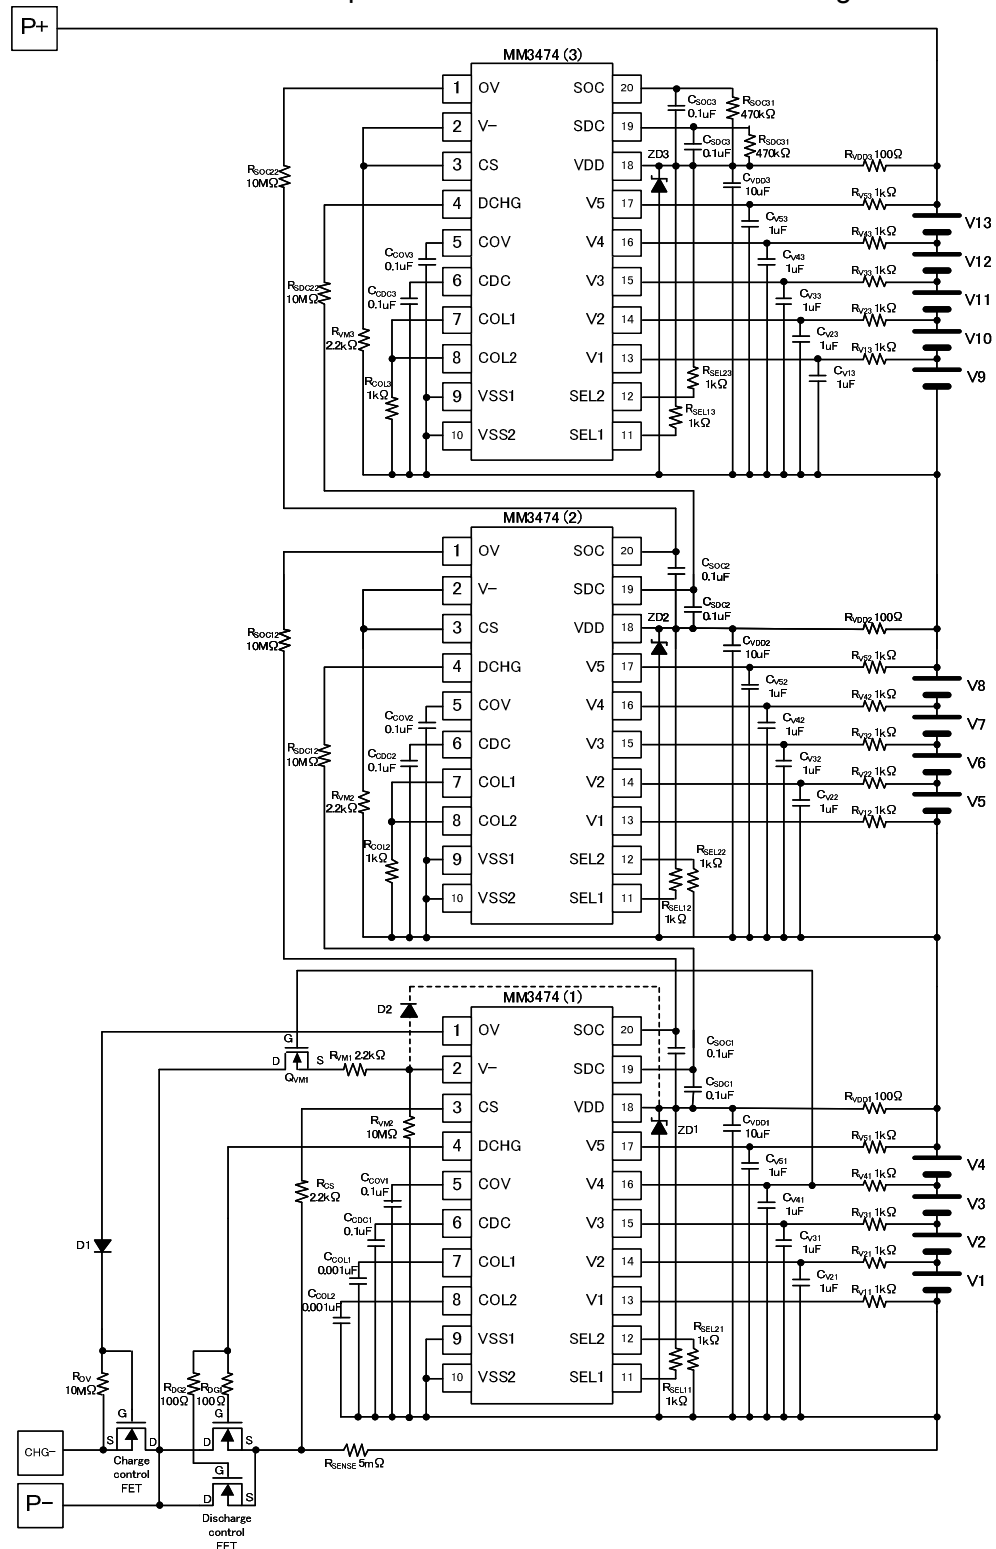 P+
MM3474(3)
1 OV SOC 20
2 V- SDC 19
3 CS VDD 18
4 DCHG V5 17
5 COV V4 16
6 CDC V3 15
7 COL1 V2 14
8 COL2 V1 13
9 VSS1 SEL2 12
10 VSS2 SEL1 11
CSOC3
0.1uF
RSOC31
470kΩ
CSDC3
0.1uF
RSDC31
470kΩ
ZD3
RVDD3 100Ω
CVDD3
10uF
RV53 1kΩ
CV53
1uF
RV43 1kΩ
CV43
1uF
RV33 1kΩ
CV33
1uF
RV23 1kΩ
CV23
1uF
RV13 1kΩ
CV13
1uF
V13
V12
V11
V10
V9
RSOC22
10MΩ
RSDC22
10MΩ
CCOV3
0.1uF
CCDC3
0.1uF
RVM3
2.2kΩ
RCOL3
1kΩ
RSEL23
1kΩ
RSEL13
1kΩ
MM3474(2)
1 OV SOC 20
2 V- SDC 19
3 CS VDD 18
4 DCHG V5 17
5 COV V4 16
6 CDC V3 15
7 COL1 V2 14
8 COL2 V1 13
9 VSS1 SEL2 12
10 VSS2 SEL1 11
CSOC2
0.1uF
CSDC2
0.1uF
ZD2
RVDD2 100Ω
CVDD2
10uF
RV52 1kΩ
CV52
1uF
RV42 1kΩ
CV42
1uF
RV32 1kΩ
CV32
1uF
RV22 1kΩ
CV22
1uF
RV12 1kΩ
V8
V7
V6
V5
RSOC12
10MΩ
RSDC12
10MΩ
CCOV2
0.1uF
CCDC2
0.1uF
RVM2
2.2kΩ
RCOL2
1kΩ
RSEL22
1kΩ
RSEL12
1kΩ
MM3474(1)
1 OV SOC 20
2 V- SDC 19
3 CS VDD 18
4 DCHG V5 17
5 COV V4 16
6 CDC V3 15
7 COL1 V2 14
8 COL2 V1 13
9 VSS1 SEL2 12
10 VSS2 SEL1 11
D2
G
D S
QVM1
RVM1 2.2kΩ
RVM2
10MΩ
CSOC1
0.1uF
CSDC1
0.1uF
ZD1
RVDD1 100Ω
CVDD1
10uF
RV51 1kΩ
CV51
1uF
RV41 1kΩ
CV41
1uF
RV31 1kΩ
CV31
1uF
RV21 1kΩ
CV21
1uF
RV11 1kΩ
V4
V3
V2
V1
RCS
2.2kΩ
CCOV1
0.1uF
CCDC1
0.1uF
CCOL1
0.001uF
CCOL2
0.001uF
RSEL21
1kΩ
RSEL11
1kΩ
D1
ROV
10MΩ
RDG2
100Ω
100Ω
G
S D
Charge
control
FET
G
D S
G
D S
Discharge
control
FET
RSENSE 5mΩ
CHG-
P-